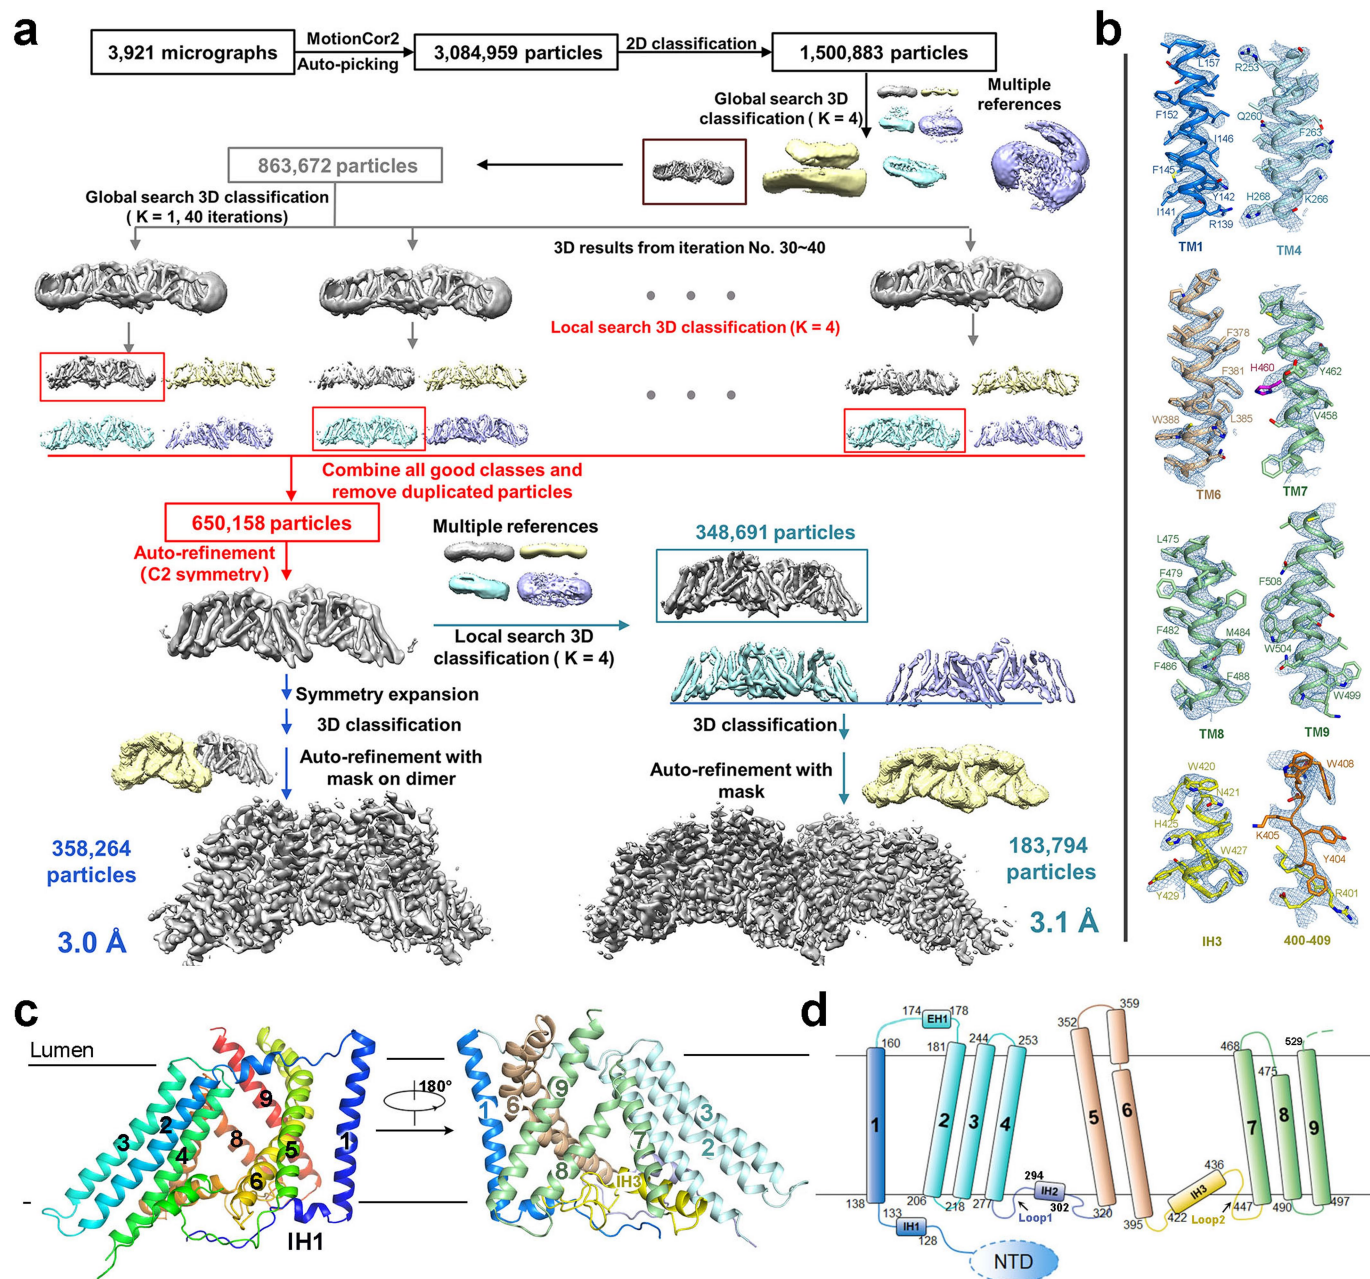 a
3,921 micrographs
MotionCor2
Auto-picking
3,084,959 particles
2D classification
1,500,883 particles
Global search 3D
classification ( K = 4)
Multiple
references
863,672 particles
Global search 3D classification
( K = 1, 40 iterations)
3D results from iteration No. 30~40
Local search 3D classification (K = 4)
Combine all good classes and
remove duplicated particles
650,158 particles
Auto-refinement
(C2 symmetry)
Multiple references
348,691 particles
Local search 3D
classification ( K = 4)
Symmetry expansion
3D classification
Auto-refinement with
mask on dimer
3D classification
Auto-refinement with
mask
358,264
particles
3.0 Å
183,794
particles
3.1 Å
b
L157
F152
I146
F145
Y142
I141
R139
TM1
R253
Q260
F263
H268
K266
TM4
F378
F381
W388
L385
TM6
H460
Y462
V458
TM7
L475
F479
F482
M484
F486
F488
TM8
F508
W504
W499
TM9
W420
N421
H425
W427
Y429
IH3
W408
K405
Y404
R401
400-409
c
Lumen
3
2
4
9
8
5
6
1
IH1
180°
1
6
9
8
7
3
2
IH3
d
174
EH1
178
160
181
244
253
352
359
468
475
529
1
2
3
4
5
6
7
8
9
138
133
IH1
128
NTD
206
218
277
294
IH2
302
Loop1
320
395
422
IH3
436
Loop2
447
490
497